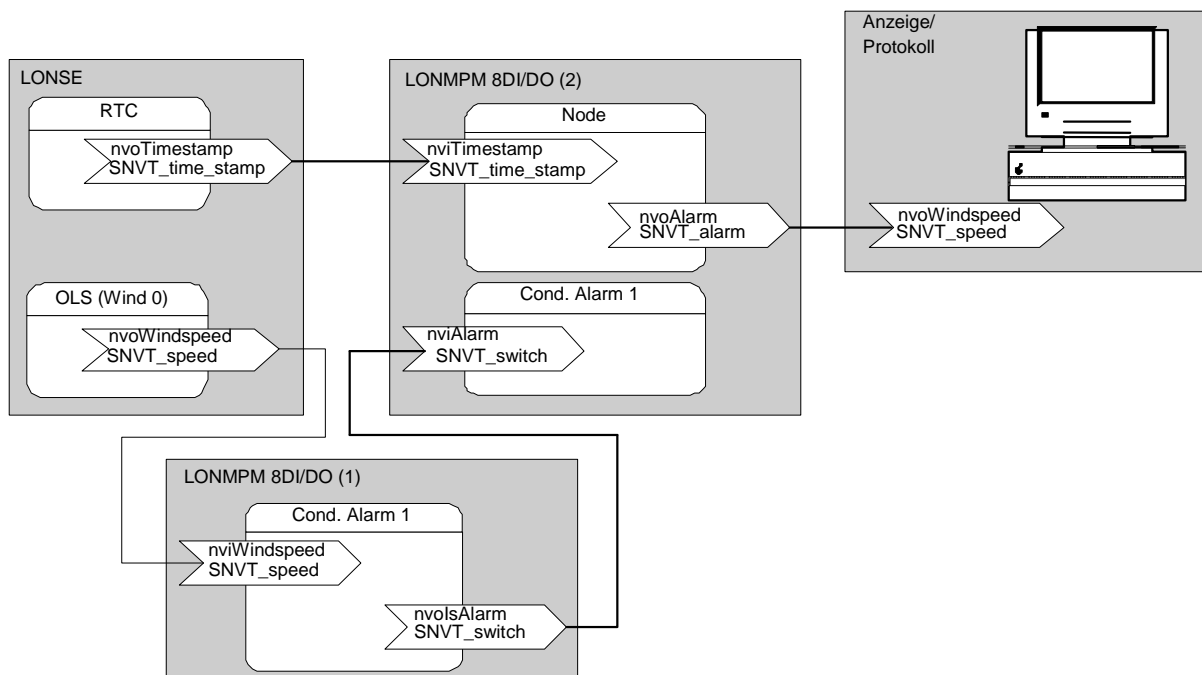 Anzeige/
Protokoll
LONSE
LONMPM 8DI/DO (2)
RTC
Node
nvoTimestamp
SNVT_time_stamp
nviTimestamp
SNVT_time_stamp
nvoAlarm
SNVT_alarm
nvoWindspeed
SNVT_speed
OLS (Wind 0)
Cond. Alarm 1
nvoWindspeed
SNVT_speed
nviAlarm
SNVT_switch
LONMPM 8DI/DO (1)
Cond. Alarm 1
nviWindspeed
SNVT_speed
nvoIsAlarm
SNVT_switch